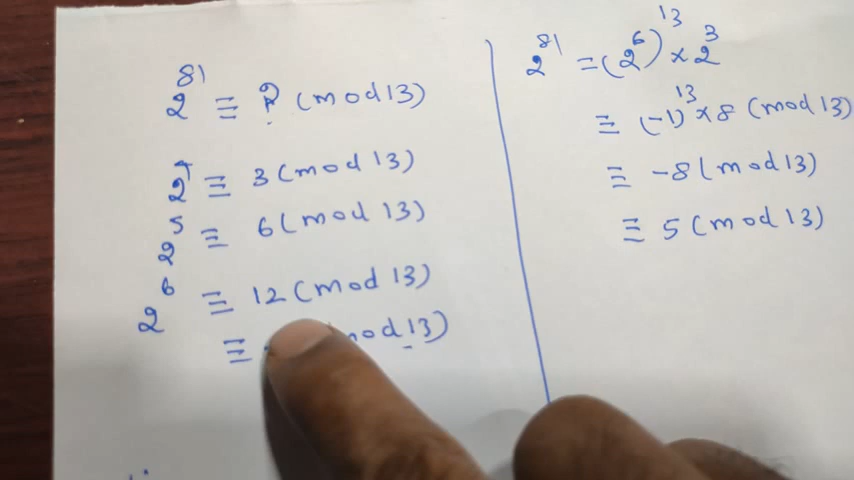 2^81 ≡ ? (mod 13)
2^4 ≡ 3 (mod 13)
2^5 ≡ 6 (mod 13)
2^6 ≡ 12 (mod 13)
≡ mod 13)
2^81 = (2^6)^13 × 2^3
≡ (-1)^13 × 8 (mod 13)
≡ -8 (mod 13)
≡ 5 (mod 13)